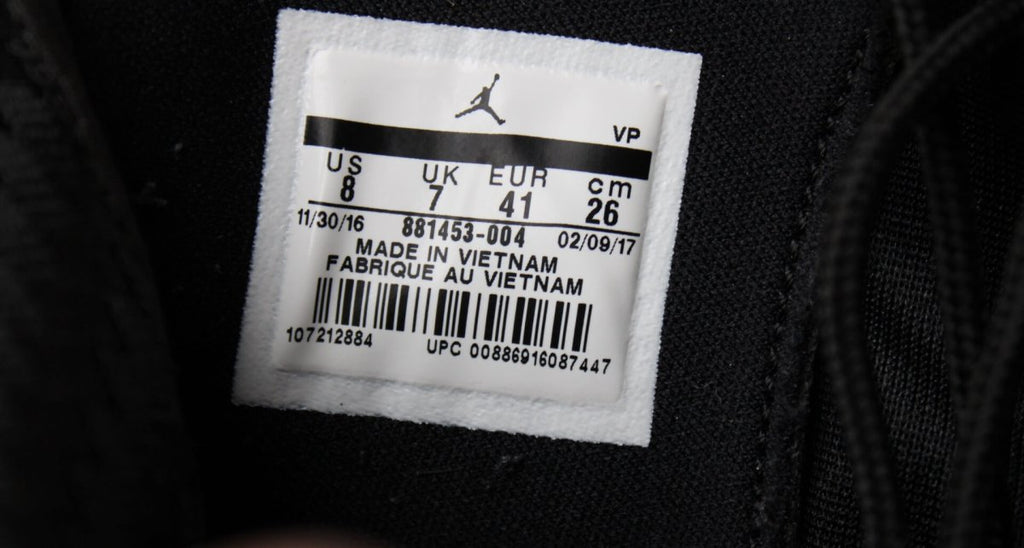 VP
US UK EUR cm
8 7 41 26
11/30/16 881453-004 02/09/17
MADE IN VIETNAM
FABRIQUE AU VIETNAM
107212884 UPC 00886916087447